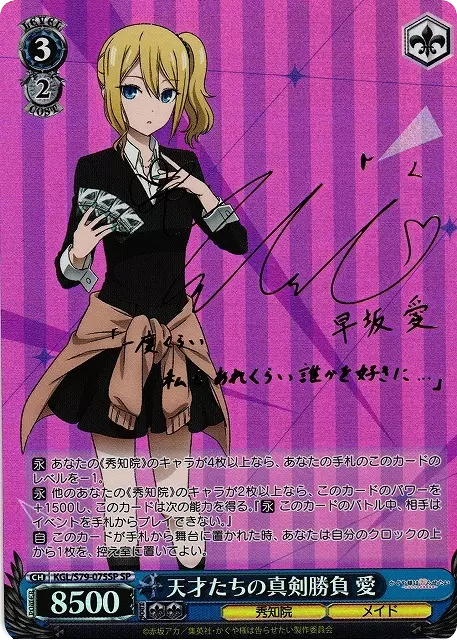 LEVEL
3
2
COST
早坂 愛
「一度くらい
私もあれくらい誰かを好きに…」
永 あなたの《秀知院》のキャラが4枚以上なら、あなたの手札のこのカードの
レベルを－1。
永 他のあなたの《秀知院》のキャラが2枚以上なら、このカードのパワーを
＋1500し、このカードは次の能力を得る。「永 このカードのバトル中、相手は
イベントを手札からプレイできない。」
自 このカードが手札から舞台に置かれた時、あなたは自分のクロックの上
から1枚を、控え室に置いてよい。
CH KGL/S79-075SP SP
POWER 8500
天才たちの真剣勝負 愛
かぐや様は告らせたい
秀知院 メイド
©赤坂アカ／集英社・かぐや様は告らせたい製作委員会